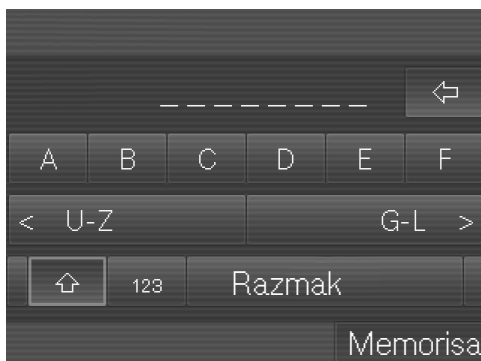 _ _ _ _ _ _ _ _
A B C D E F
< U-Z G-L >
123 Razmak
Memorisa